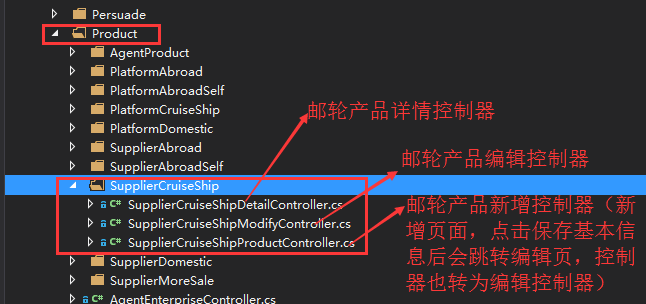 Persuade
Product
AgentProduct
PlatformAbroad
PlatformAbroadSelf
PlatformCruiseShip
PlatformDomestic
SupplierAbroad
SupplierAbroadSelf
SupplierCruiseShip
C# SupplierCruiseShipDetailController.cs
C# SupplierCruiseShipModifyController.cs
C# SupplierCruiseShipProductController.cs
SupplierDomestic
SupplierMoreSale
C# AgentEnterpriseController.cs
邮轮产品详情控制器
邮轮产品编辑控制器
邮轮产品新增控制器（新
增页面，点击保存基本信
息后会跳转编辑页，控制
器也转为编辑控制器）